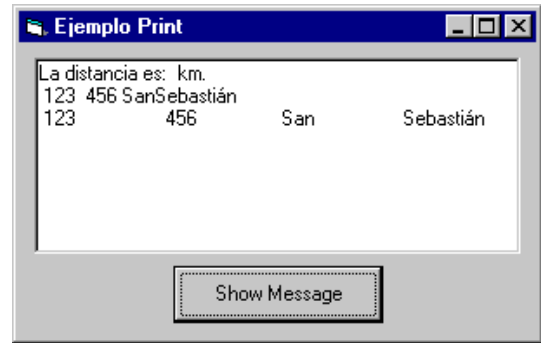 Ejemplo Print
La distancia es:  km.
 123  456 SanSebastián
 123            456            San            Sebastián
Show Message